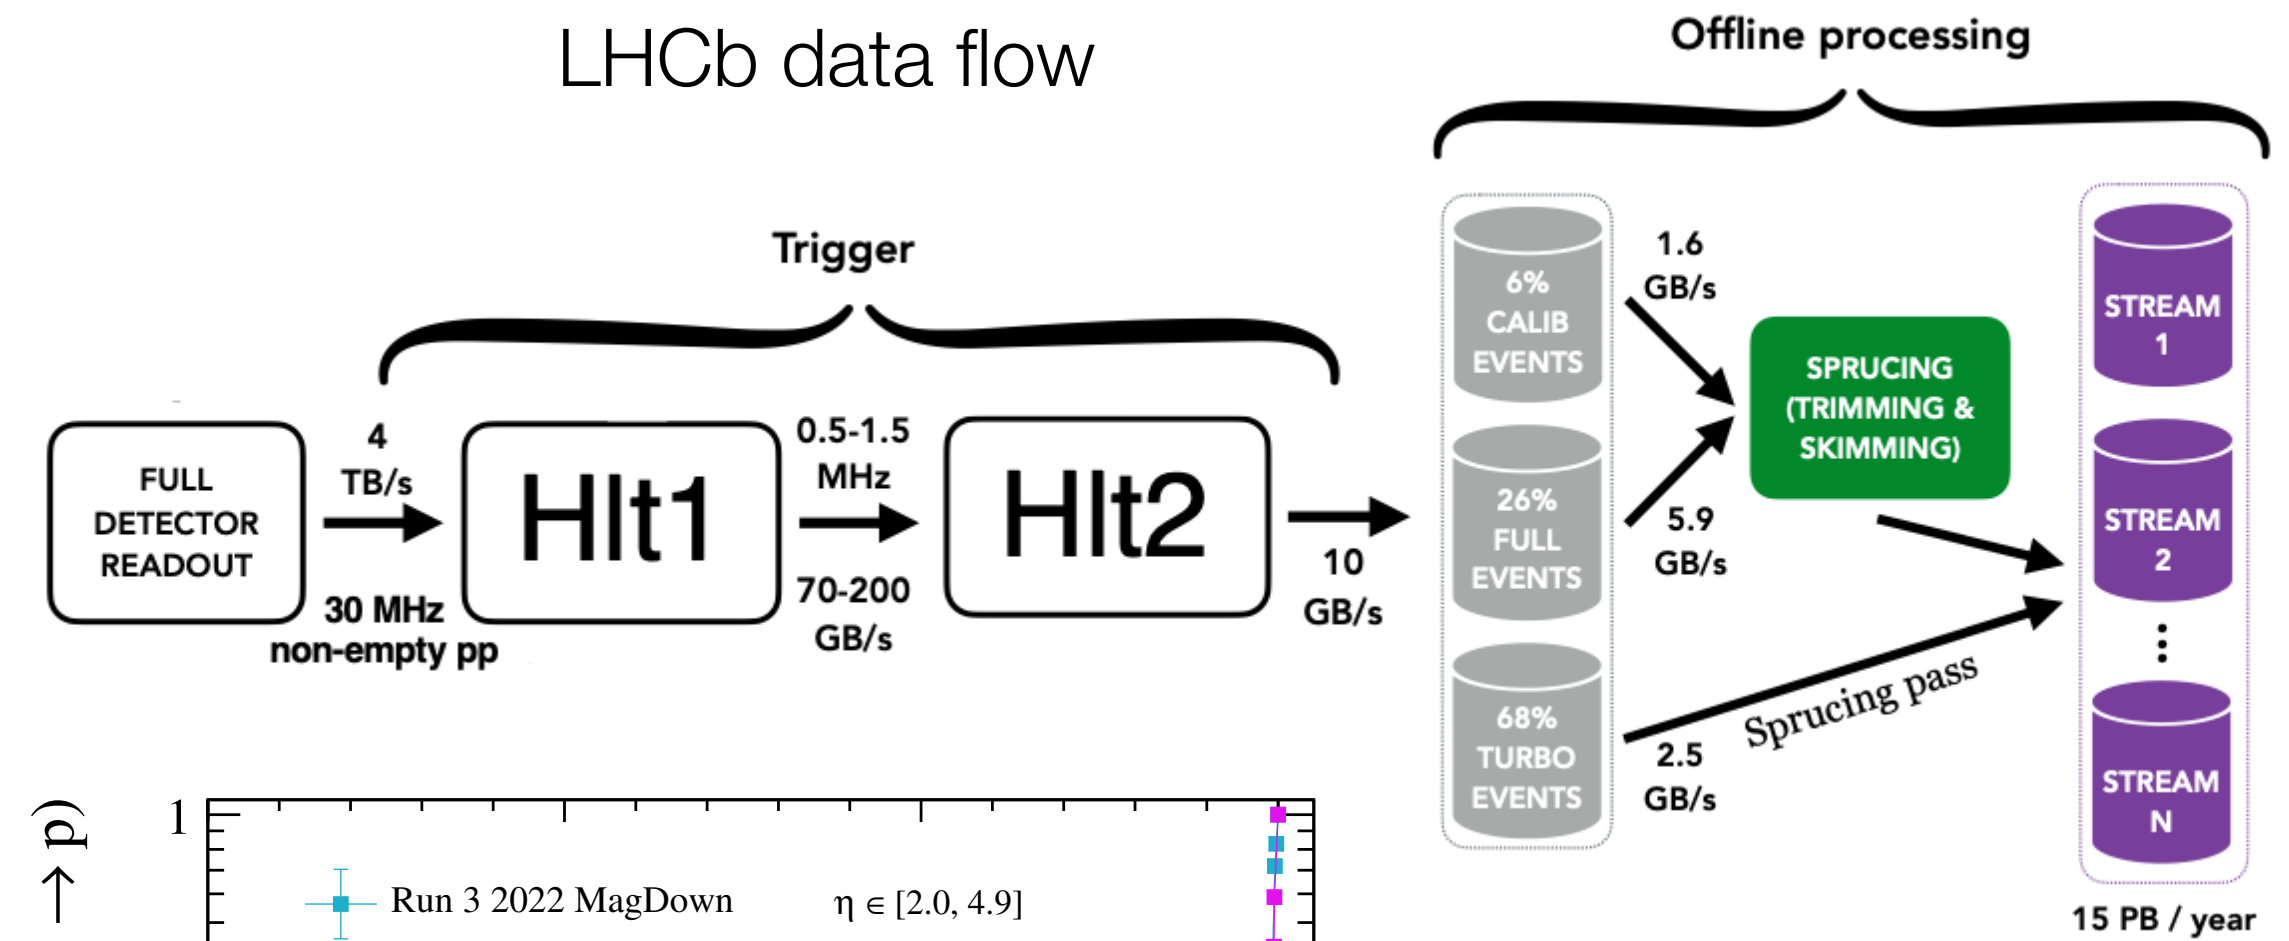 LHCb data flow
Offline processing
Trigger
FULL
DETECTOR
READOUT
4
TB/s
30 MHz
non-empty pp
Hlt1
0.5-1.5
MHz
70-200
GB/s
Hlt2
10
GB/s
6%
CALIB
EVENTS
26%
FULL
EVENTS
68%
TURBO
EVENTS
1.6
GB/s
5.9
GB/s
2.5
GB/s
SPRUCING
(TRIMMING &
SKIMMING)
Sprucing pass
STREAM
1
STREAM
2
⋮
STREAM
N
15 PB / year
→ p)
1
Run 3 2022 MagDown
η ∈ [2.0, 4.9]